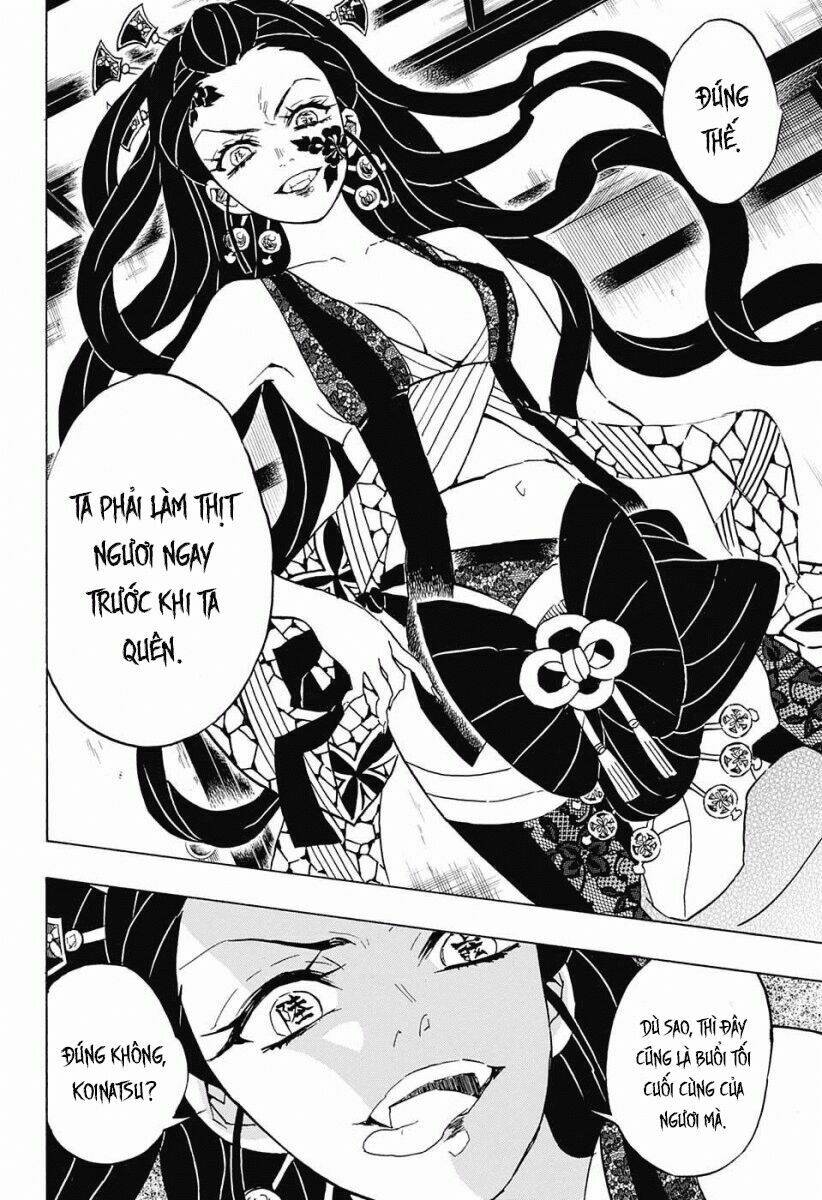 ĐÚNG
THẾ.
TA PHẢI LÀM THỊT
NGƯƠI NGAY
TRƯỚC KHI TA
QUÊN.
DÙ SAO, THÌ ĐÂY
CŨNG LÀ BUỔI TỐI
CUỐI CÙNG CỦA
NGƯƠI MÀ.
ĐÚNG KHÔNG,
KOINATSU?